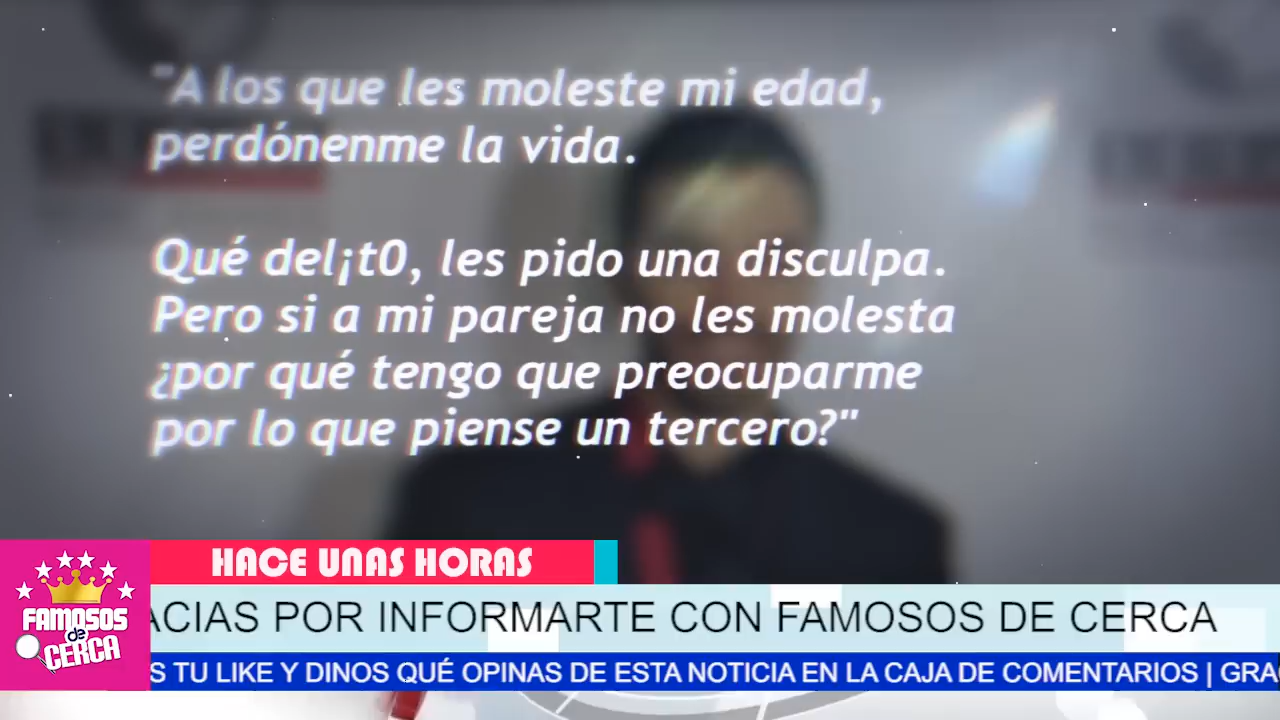 "A los que les moleste mi edad,
perdónenme la vida.
Qué del¡t0, les pido una disculpa.
Pero si a mi pareja no les molesta
¿por qué tengo que preocuparme
por lo que piense un tercero?"
HACE UNAS HORAS
ACIAS POR INFORMARTE CON FAMOSOS DE CERCA
FAMOSOS
de
CERCA
S TU LIKE Y DINOS QUÉ OPINAS DE ESTA NOTICIA EN LA CAJA DE COMENTARIOS | GRA